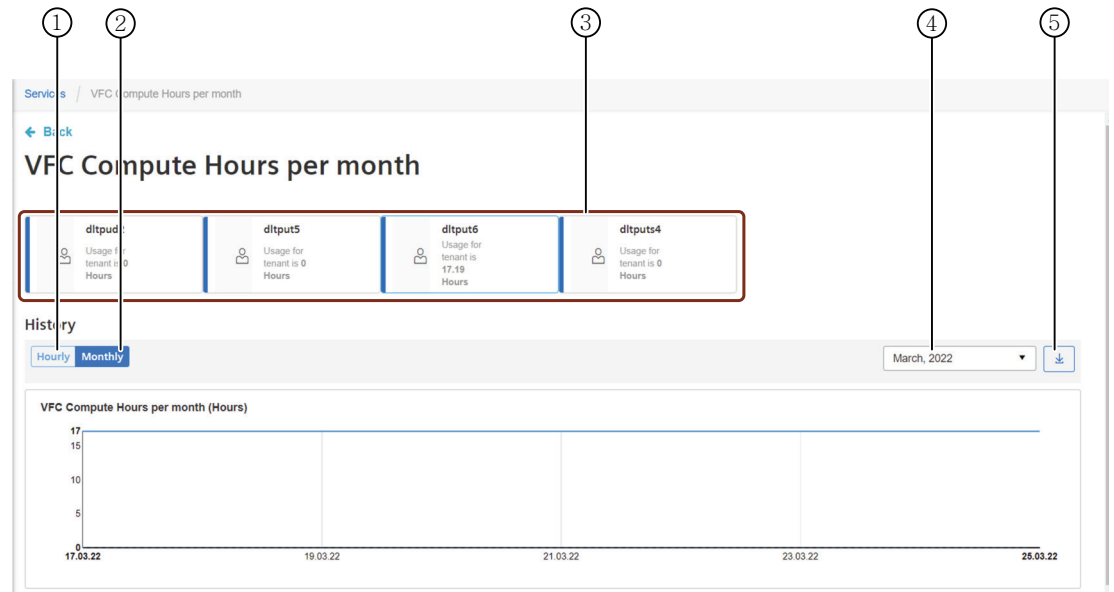 ① ② ③ ④ ⑤
Services / VFC Compute Hours per month
Back
VFC Compute Hours per month
dltpud2
Usage for
tenant is 0
Hours
dltput5
Usage for
tenant is 0
Hours
dltput6
Usage for
tenant is
17.19
Hours
dltputs4
Usage for
tenant is 0
Hours
History
Hourly Monthly March, 2022
VFC Compute Hours per month (Hours)
17
15
10
5
0
17.03.22 19.03.22 21.03.22 23.03.22 25.03.22